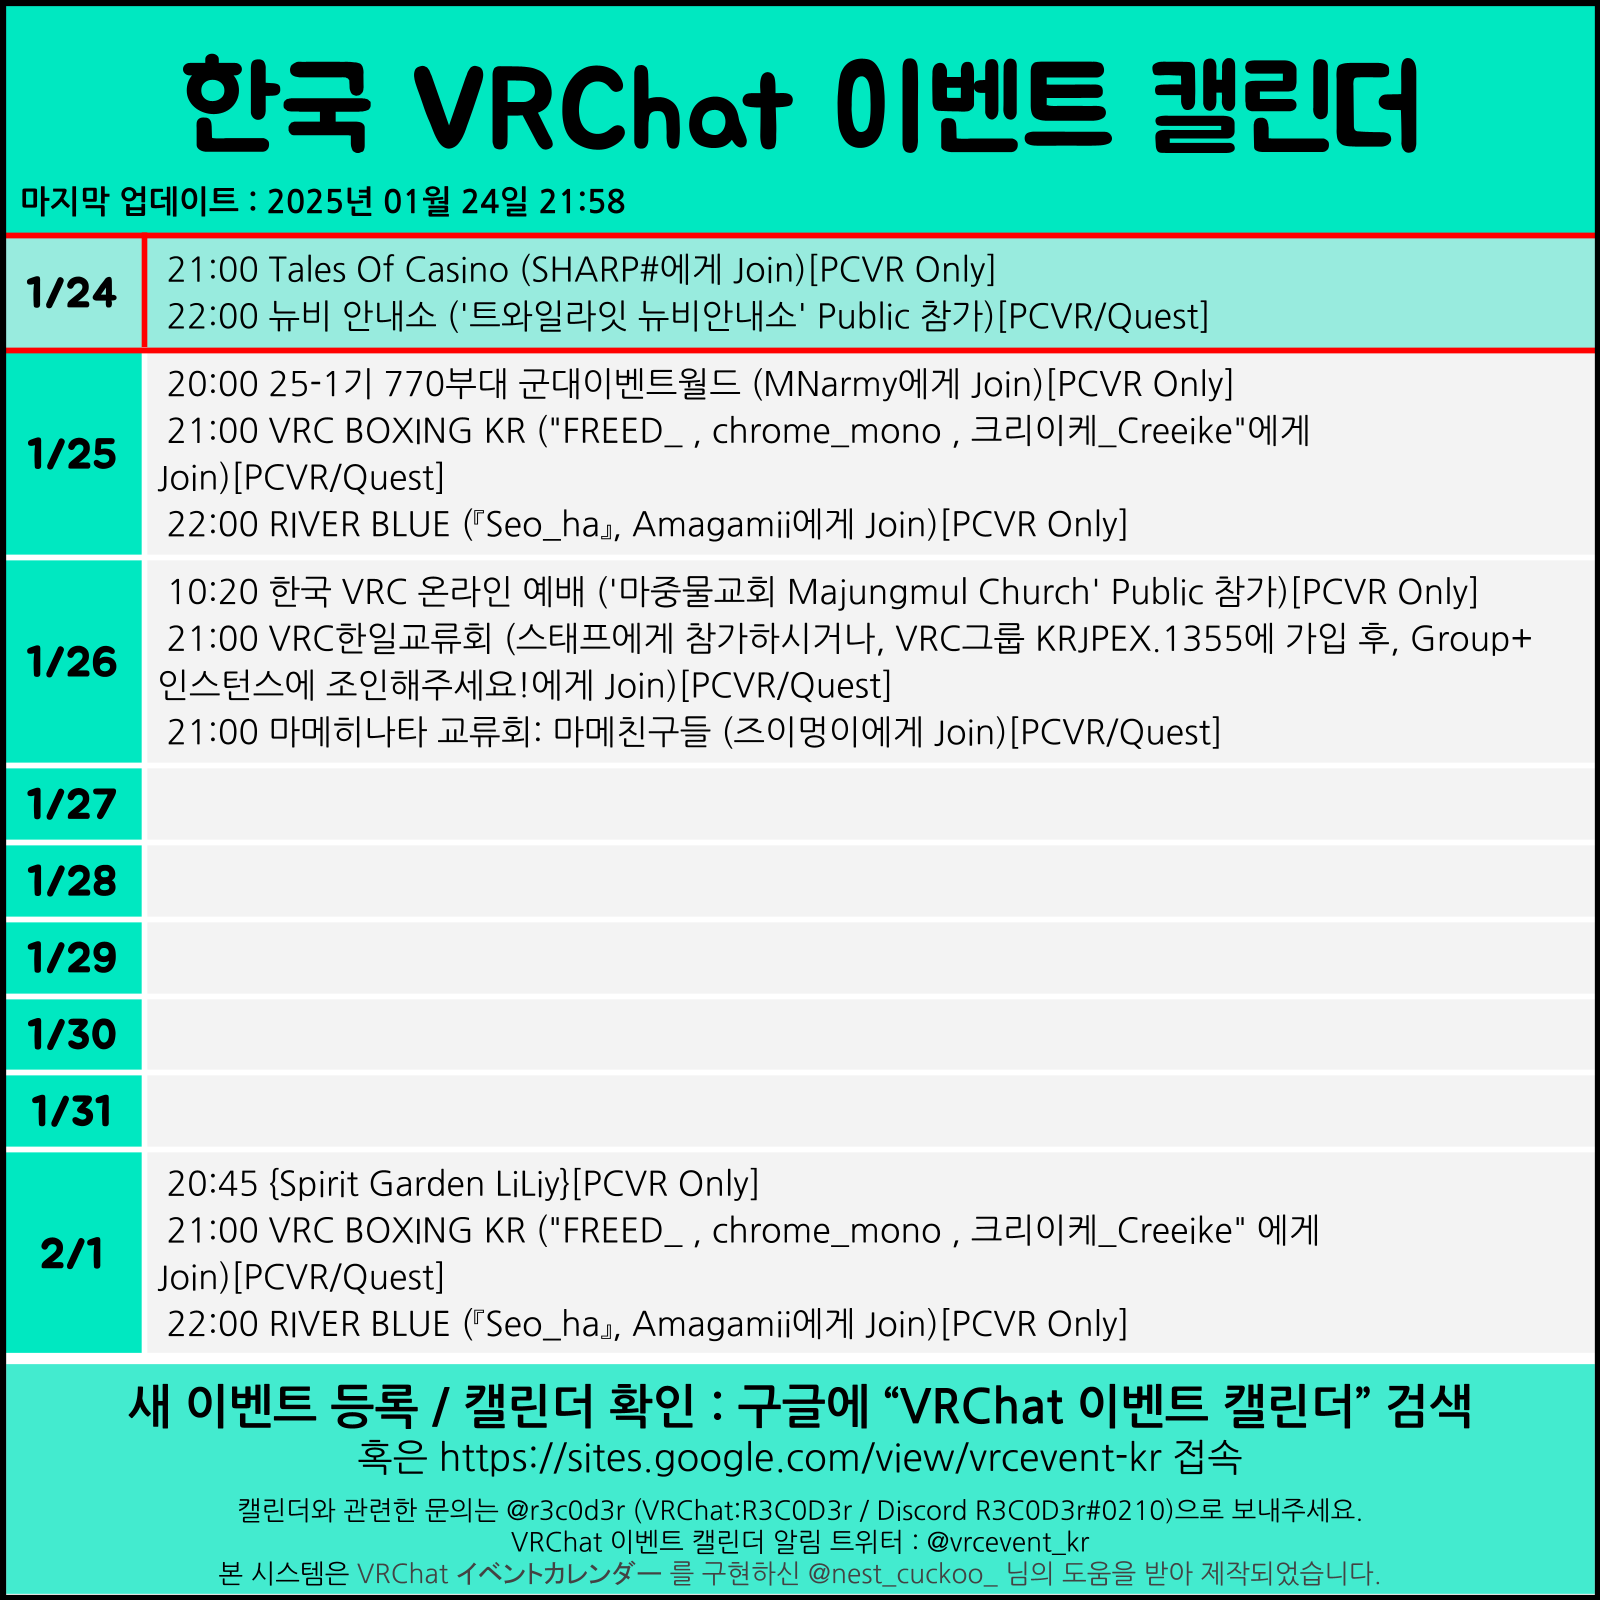 한국 VRChat 이벤트 캘린더
마지막 업데이트 : 2025년 01월 24일 21:58
1/24
21:00 Tales Of Casino (SHARP#에게 Join)[PCVR Only]
22:00 뉴비 안내소 ('트와일라잇 뉴비안내소' Public 참가)[PCVR/Quest]
1/25
20:00 25-1기 770부대 군대이벤트월드 (MNarmy에게 Join)[PCVR Only]
21:00 VRC BOXING KR ("FREED_ , chrome_mono , 크리이케_Creeike"에게
Join)[PCVR/Quest]
22:00 RIVER BLUE (『Seo_ha』, Amagamii에게 Join)[PCVR Only]
1/26
10:20 한국 VRC 온라인 예배 ('마중물교회 Majungmul Church' Public 참가)[PCVR Only]
21:00 VRC한일교류회 (스태프에게 참가하시거나, VRC그룹 KRJPEX.1355에 가입 후, Group+
인스턴스에 조인해주세요!에게 Join)[PCVR/Quest]
21:00 마메히나타 교류회: 마메친구들 (즈이멍이에게 Join)[PCVR/Quest]
1/27
1/28
1/29
1/30
1/31
2/1
20:45 {Spirit Garden LiLiy}[PCVR Only]
21:00 VRC BOXING KR ("FREED_ , chrome_mono , 크리이케_Creeike" 에게
Join)[PCVR/Quest]
22:00 RIVER BLUE (『Seo_ha』, Amagamii에게 Join)[PCVR Only]
새 이벤트 등록 / 캘린더 확인 : 구글에 “VRChat 이벤트 캘린더” 검색
혹은 https://sites.google.com/view/vrcevent-kr 접속
캘린더와 관련한 문의는 @r3c0d3r (VRChat:R3C0D3r / Discord R3C0D3r#0210)으로 보내주세요.
VRChat 이벤트 캘린더 알림 트위터 : @vrcevent_kr
본 시스템은 VRChat イベントカレンダー 를 구현하신 @nest_cuckoo_ 님의 도움을 받아 제작되었습니다.